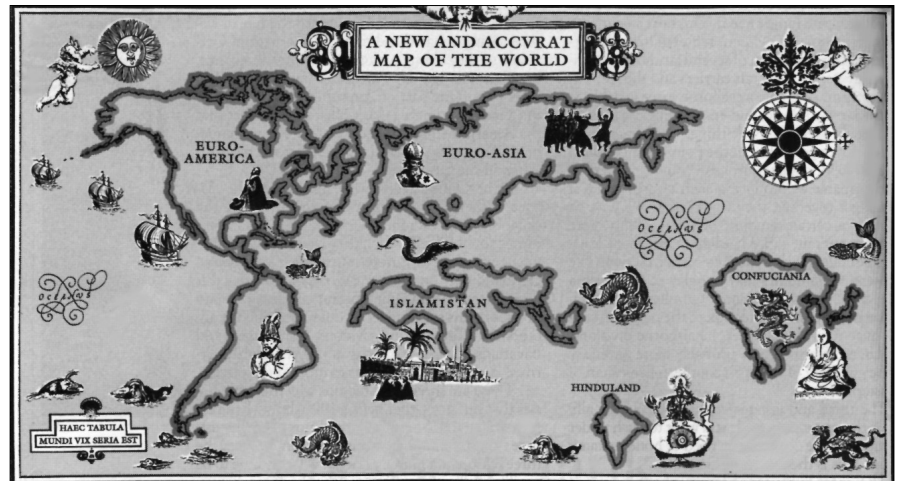 A NEW AND ACCVRAT
MAP OF THE WORLD
EURO-
AMERICA
EURO-ASIA
Oceanvs
CONFUCIANIA
Oceanvs
ISLAMISTAN
HINDULAND
HAEC TABULA
MUNDI VIX SERIA EST